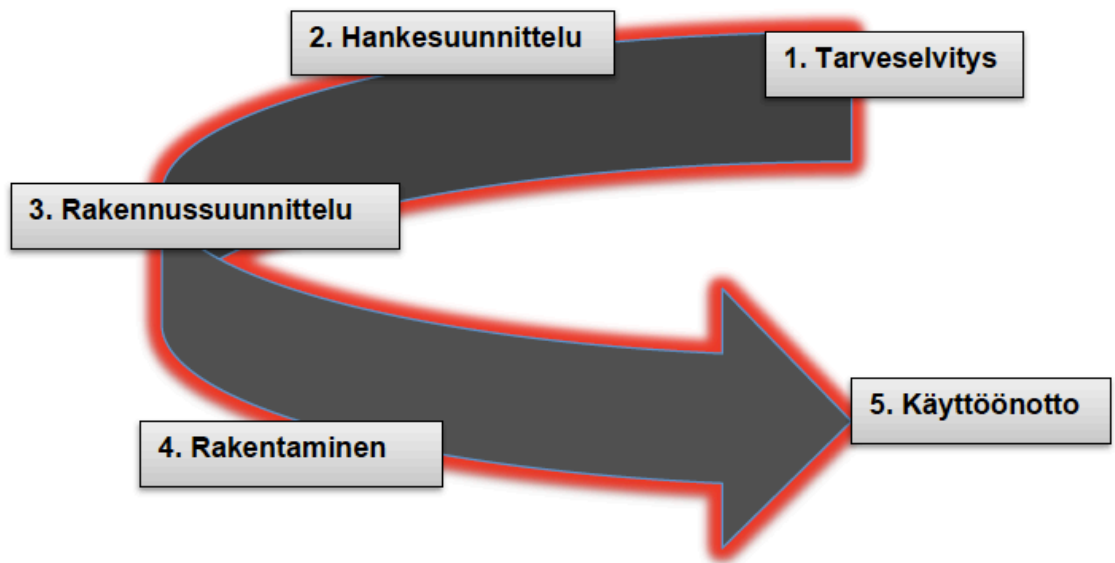 1. Tarveselvitys
2. Hankesuunnittelu
3. Rakennussuunnittelu
4. Rakentaminen
5. Käyttöönotto